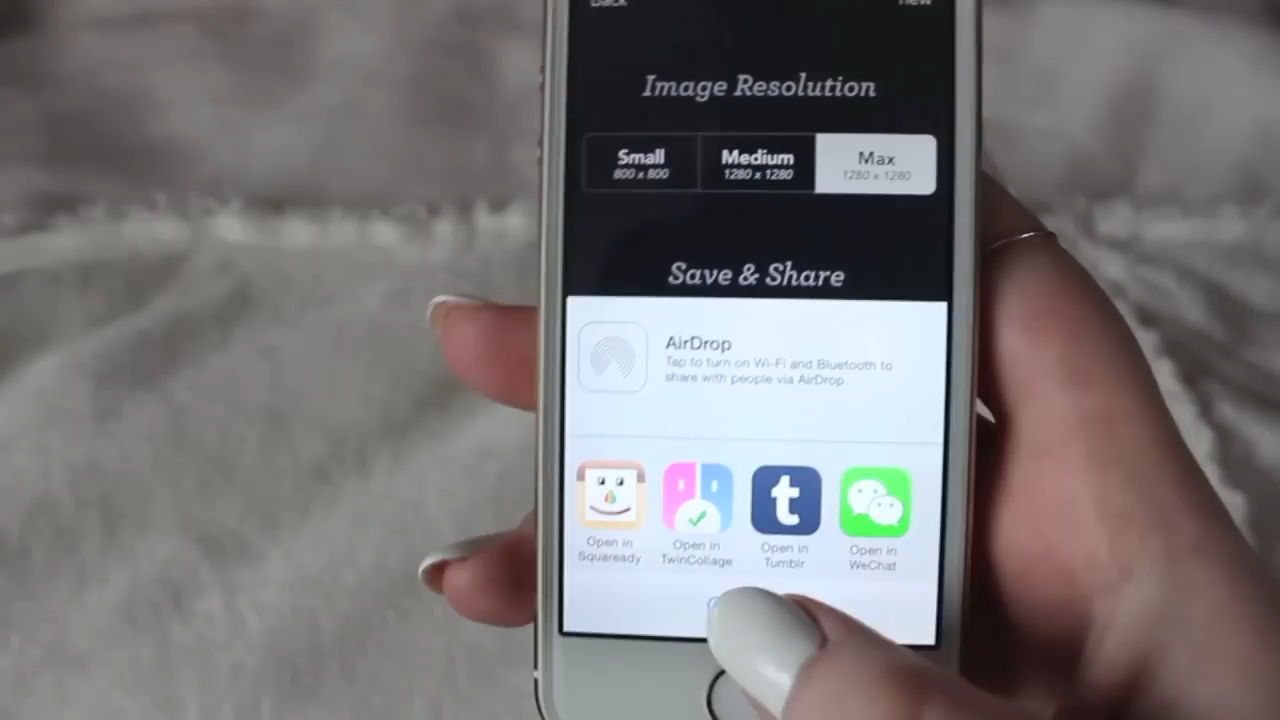 Back
new
Image Resolution
Small
800 x 800
Medium
1280 x 1280
Max
1280 x 1280
Save & Share
AirDrop
Tap to turn on Wi-Fi and Bluetooth to
share with people via AirDrop
t
Open in
Squaready
Open in
TwinCollage
Open in
Tumblr
Open in
WeChat